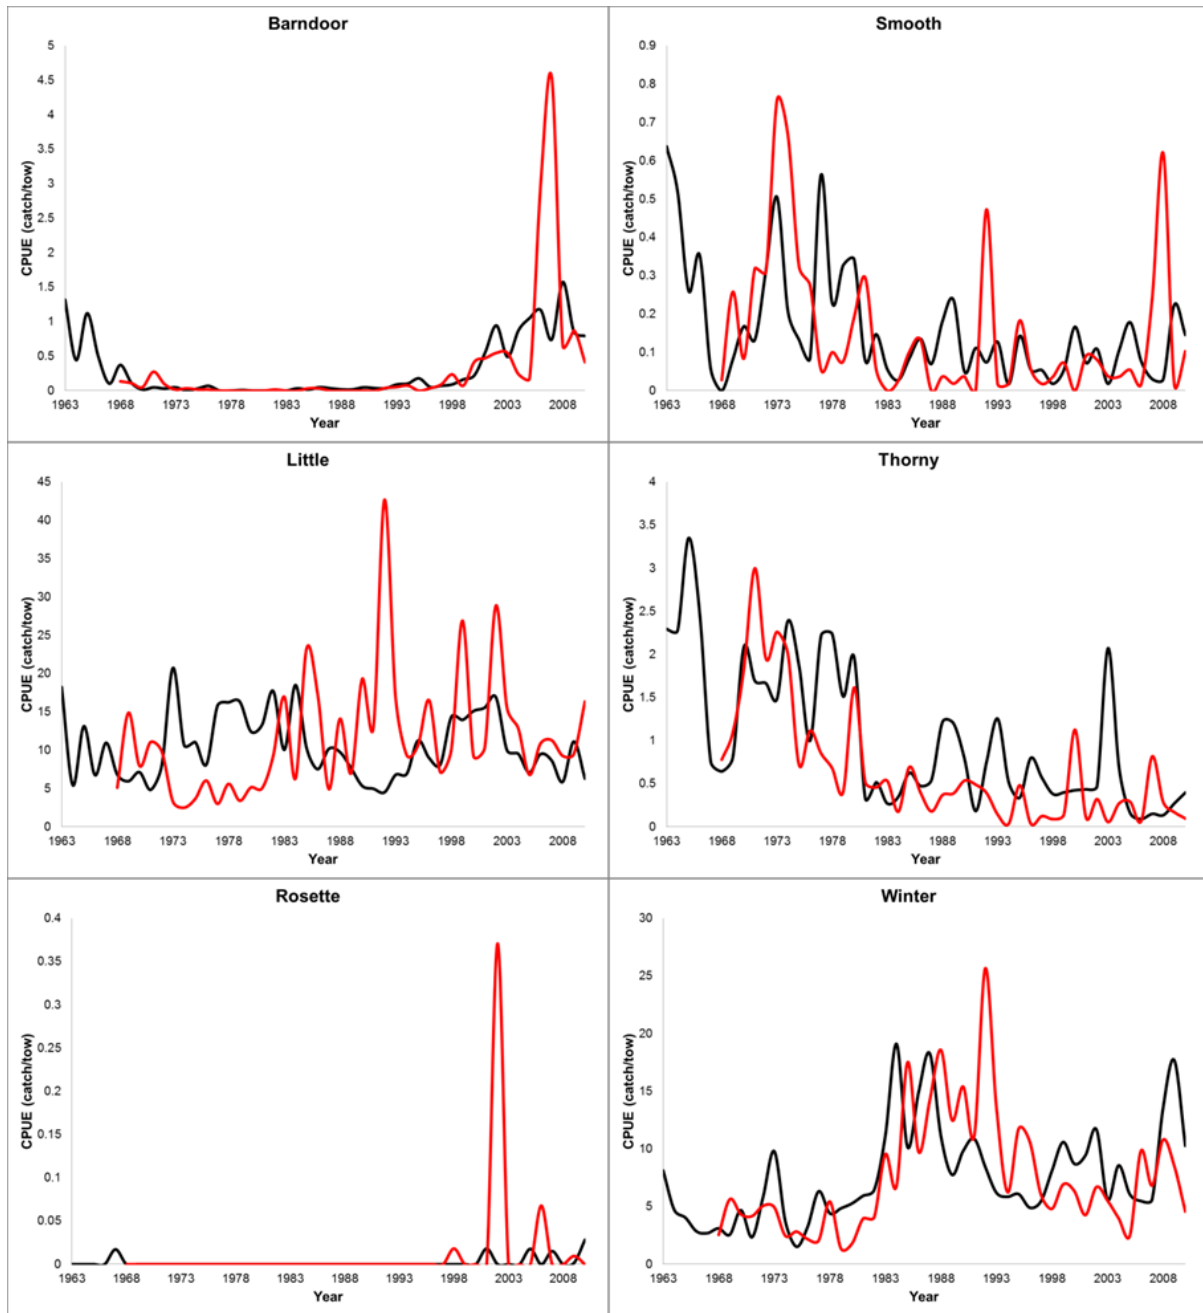 Barndoor
5
4.5
4
3.5
3
2.5
2
1.5
1
0.5
0
CPUE (catch/tow)
1963 1968 1973 1978 1983 1988 1993 1998 2003 2008
Year
Smooth
0.9
0.8
0.7
0.6
0.5
0.4
0.3
0.2
0.1
0
CPUE (catch/tow)
1963 1968 1973 1978 1983 1988 1993 1998 2003 2008
Year
Little
45
40
35
30
25
20
15
10
5
0
CPUE (catch/tow)
1963 1968 1973 1978 1983 1988 1993 1998 2003 2008
Year
Thorny
4
3.5
3
2.5
2
1.5
1
0.5
0
CPUE (catch/tow)
1963 1968 1973 1978 1983 1988 1993 1998 2003 2008
Year
Rosette
0.4
0.35
0.3
0.25
0.2
0.15
0.1
0.05
0
CPUE (catch/tow)
1963 1968 1973 1978 1983 1988 1993 1998 2003 2008
Year
Winter
30
25
20
15
10
5
0
CPUE (catch/tow)
1963 1968 1973 1978 1983 1988 1993 1998 2003 2008
Year